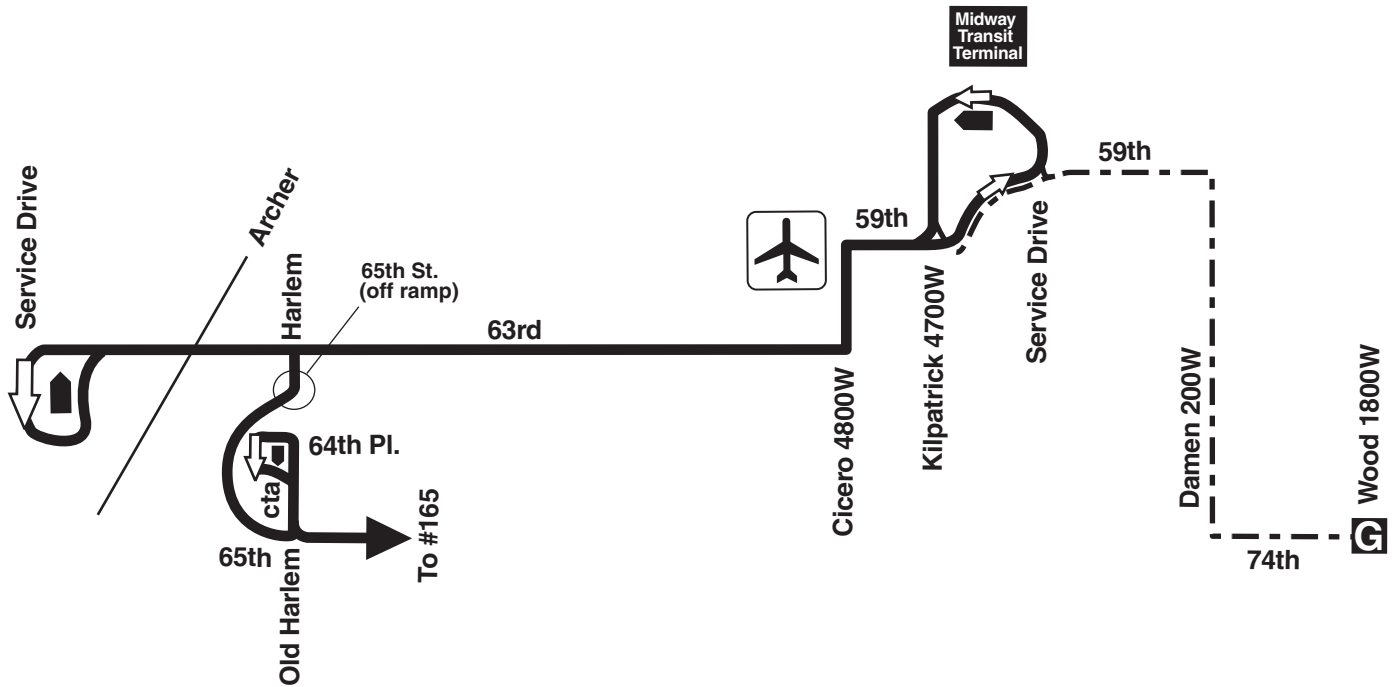 Midway
Transit
Terminal
59th
Service Drive
Archer
59th
Harlem
65th St.
(off ramp)
63rd
Service Drive
Kilpatrick 4700W
Cicero 4800W
Damen 200W
Wood 1800W
64th Pl.
cta
To #165
65th
Old Harlem
74th
G